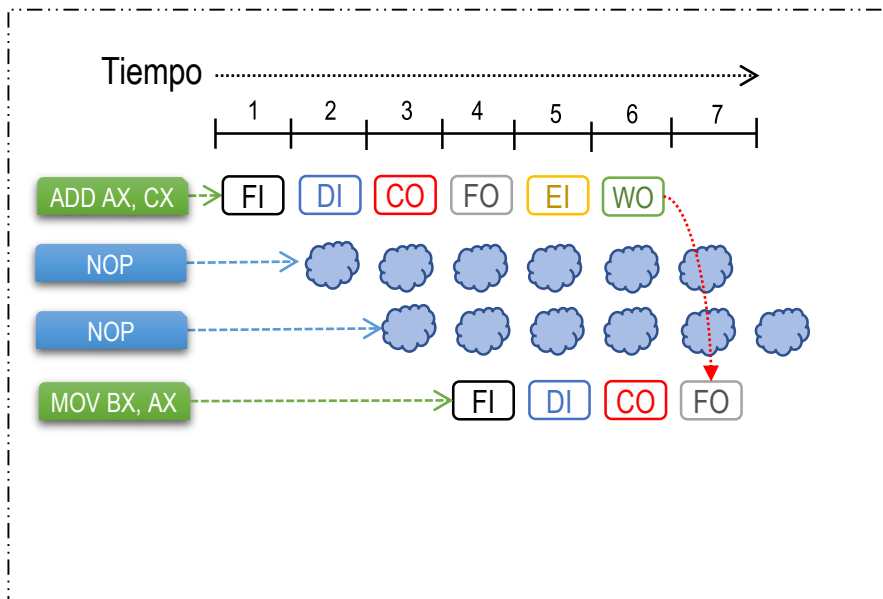 Tiempo
1 2 3 4 5 6 7
ADD AX, CX FI DI CO FO EI WO
NOP
NOP
MOV BX, AX FI DI CO FO